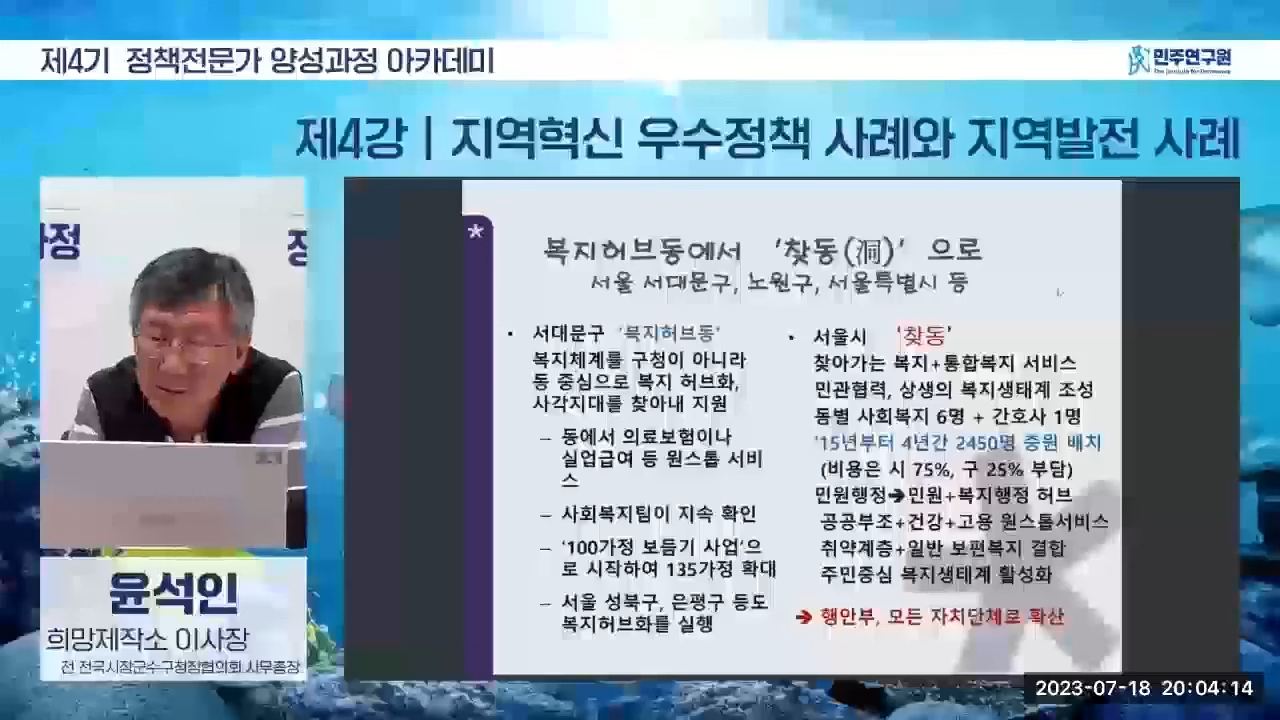 제4기 정책전문가 양성과정 아카데미
민주연구원
제4강 | 지역혁신 우수정책 사례와 지역발전 사례
정
*
복지허브동에서 '찾동(洞)' 으로
서울 서대문구, 노원구, 서울특별시 등
• 서대문구 '복지허브동'
복지체계를 구청이 아니라
동 중심으로 복지 허브화,
사각지대를 찾아내 지원
– 동에서 의료보험이나
실업급여 등 원스톱 서비
스
– 사회복지팀이 지속 확인
– '100가정 보듬기 사업'으
로 시작하여 135가정 확대
– 서울 성북구, 은평구 등도
복지허브화를 실행
• 서울시 '찾동'
찾아가는 복지+통합복지 서비스
민관협력, 상생의 복지생태계 조성
동별 사회복지 6명 + 간호사 1명
'15년부터 4년간 2450명 증원 배치
(비용은 시 75%, 구 25% 부담)
민원행정➔민원+복지행정 허브
공공부조+건강+고용 원스톱서비스
취약계층+일반 보편복지 결합
주민중심 복지생태계 활성화
➔ 행안부, 모든 자치단체로 확산
윤석인
희망제작소 이사장
전 전국시장군수구청장협의회 사무총장
2023-07-18 20:04:14